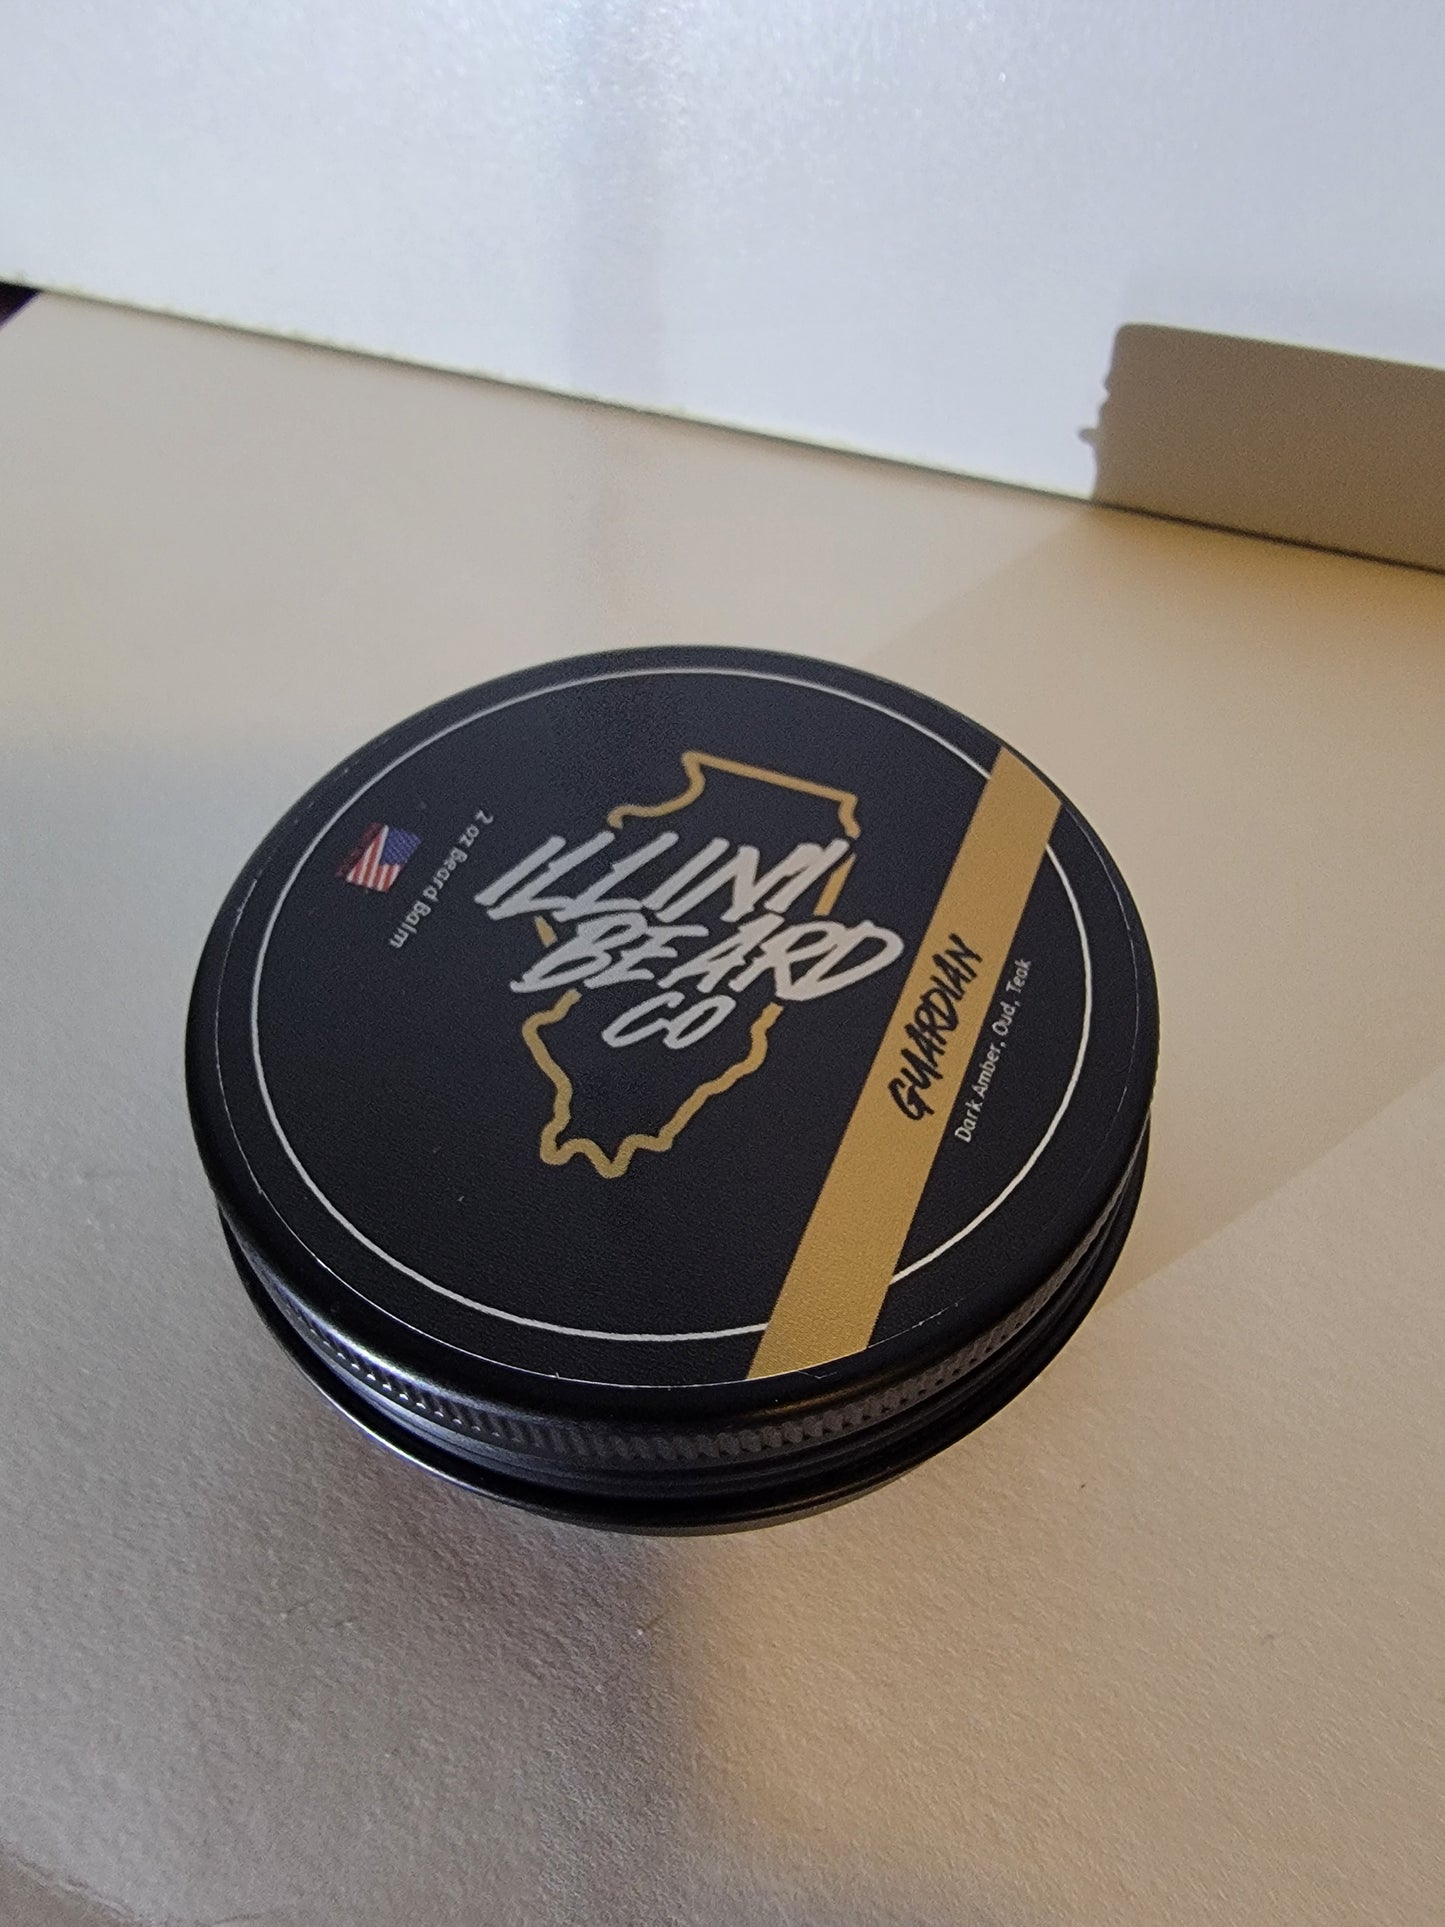 ILLINI
BEARD
CO
2 oz Beard Balm
GUARDIAN
Dark Amber, Oud, Teak